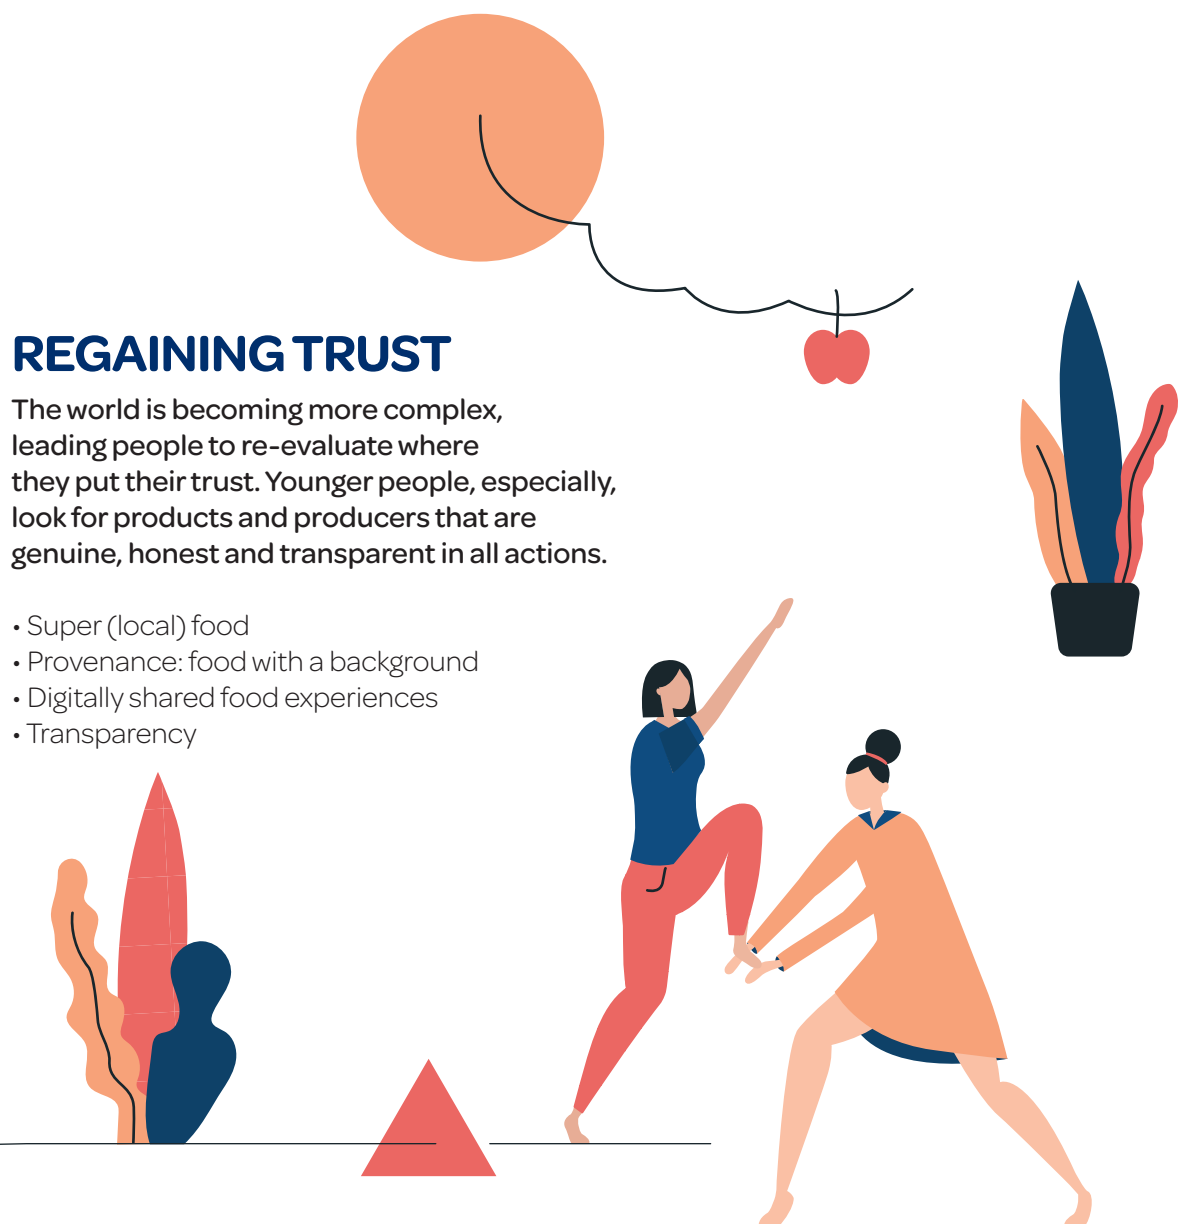 REGAINING TRUST
The world is becoming more complex,
leading people to re-evaluate where
they put their trust. Younger people, especially,
look for products and producers that are
genuine, honest and transparent in all actions.
• Super (local) food
• Provenance: food with a background
• Digitally shared food experiences
• Transparency